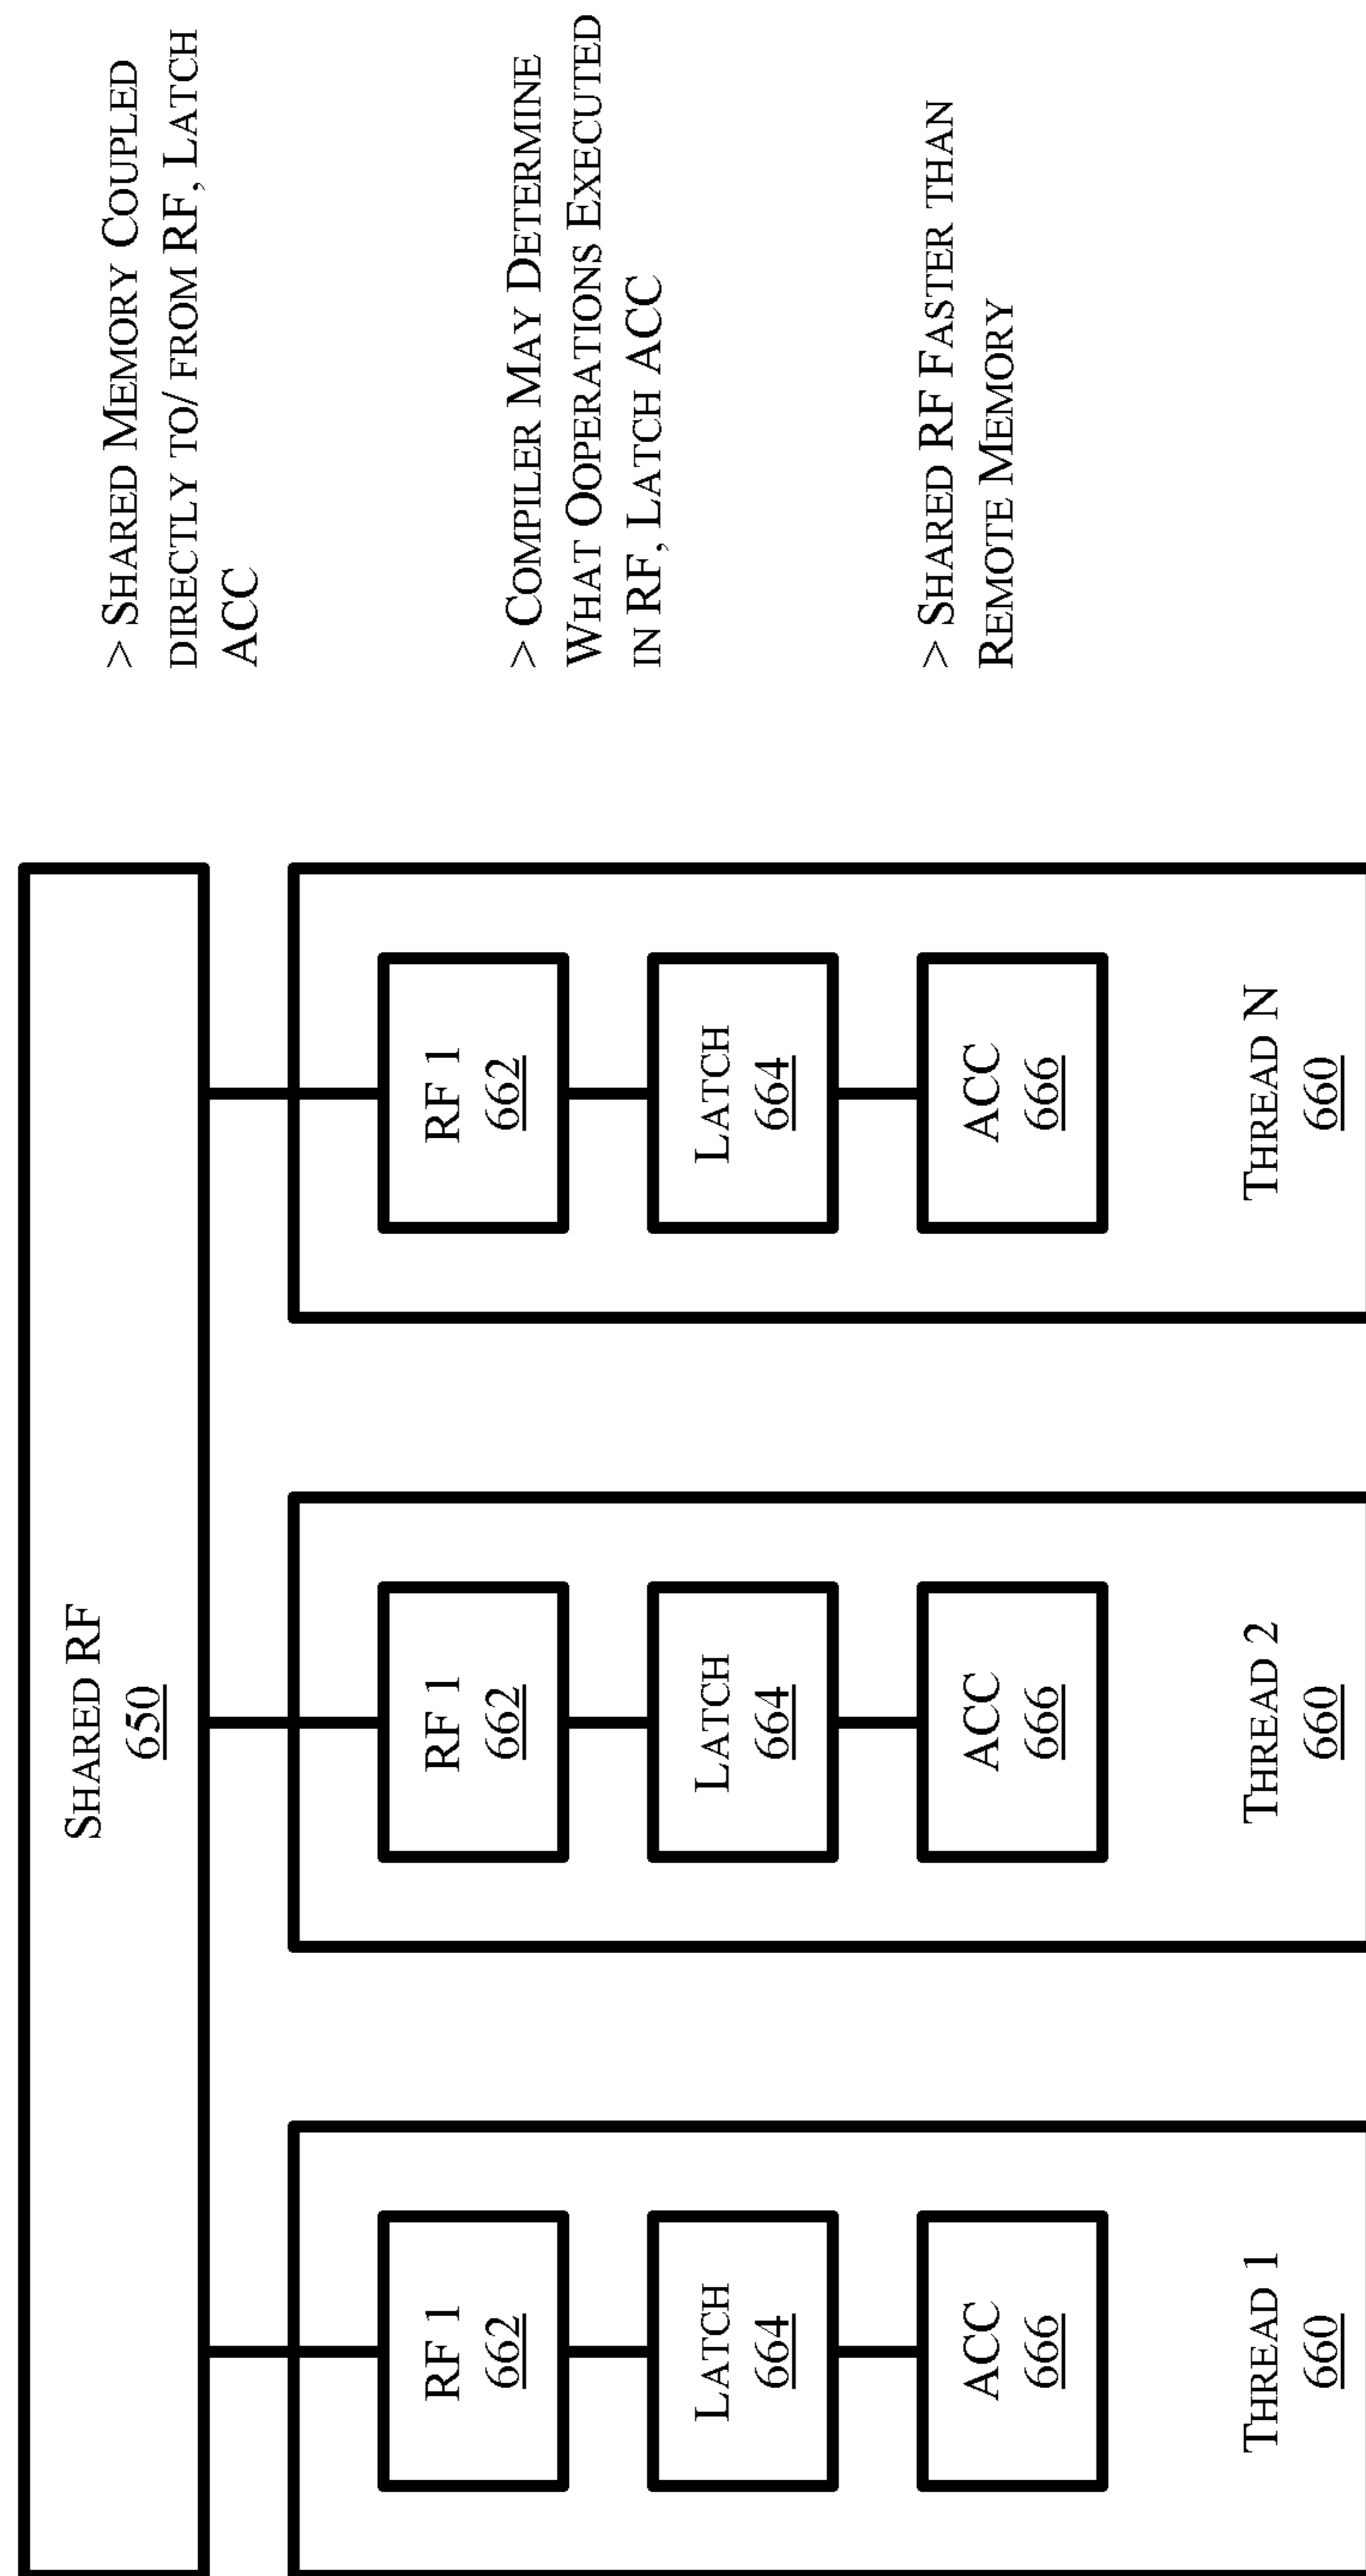 SHARED RF
650
RF 1
662
LATCH
664
ACC
666
THREAD 1
660
RF 1
662
LATCH
664
ACC
666
THREAD 2
660
RF 1
662
LATCH
664
ACC
666
THREAD N
660
> SHARED MEMORY COUPLED
DIRECTLY TO/ FROM RF, LATCH
ACC
> COMPILER MAY DETERMINE
WHAT OOPERATIONS EXECUTED
IN RF, LATCH ACC
> SHARED RF FASTER THAN
REMOTE MEMORY